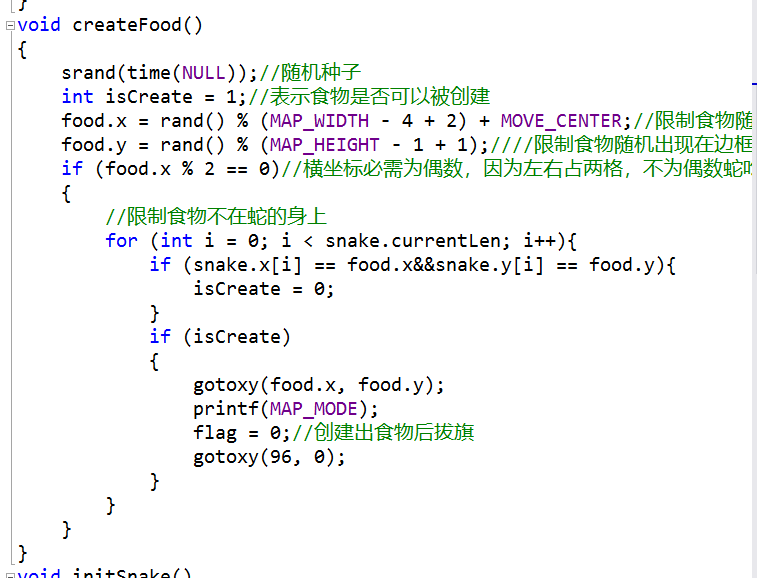 }
void createFood()
{
srand(time(NULL));//随机种子
int isCreate = 1;//表示食物是否可以被创建
food.x = rand() % (MAP_WIDTH - 4 + 2) + MOVE_CENTER;//限制食物随
food.y = rand() % (MAP_HEIGHT - 1 + 1);////限制食物随机出现在边框
if (food.x % 2 == 0)//横坐标必需为偶数，因为左右占两格，不为偶数蛇
{
//限制食物不在蛇的身上
for (int i = 0; i < snake.currentLen; i++){
if (snake.x[i] == food.x&&snake.y[i] == food.y){
isCreate = 0;
}
if (isCreate)
{
gotoxy(food.x, food.y);
printf(MAP_MODE);
flag = 0;//创建出食物后拔旗
gotoxy(96, 0);
}
}
}
}
void initSnake()